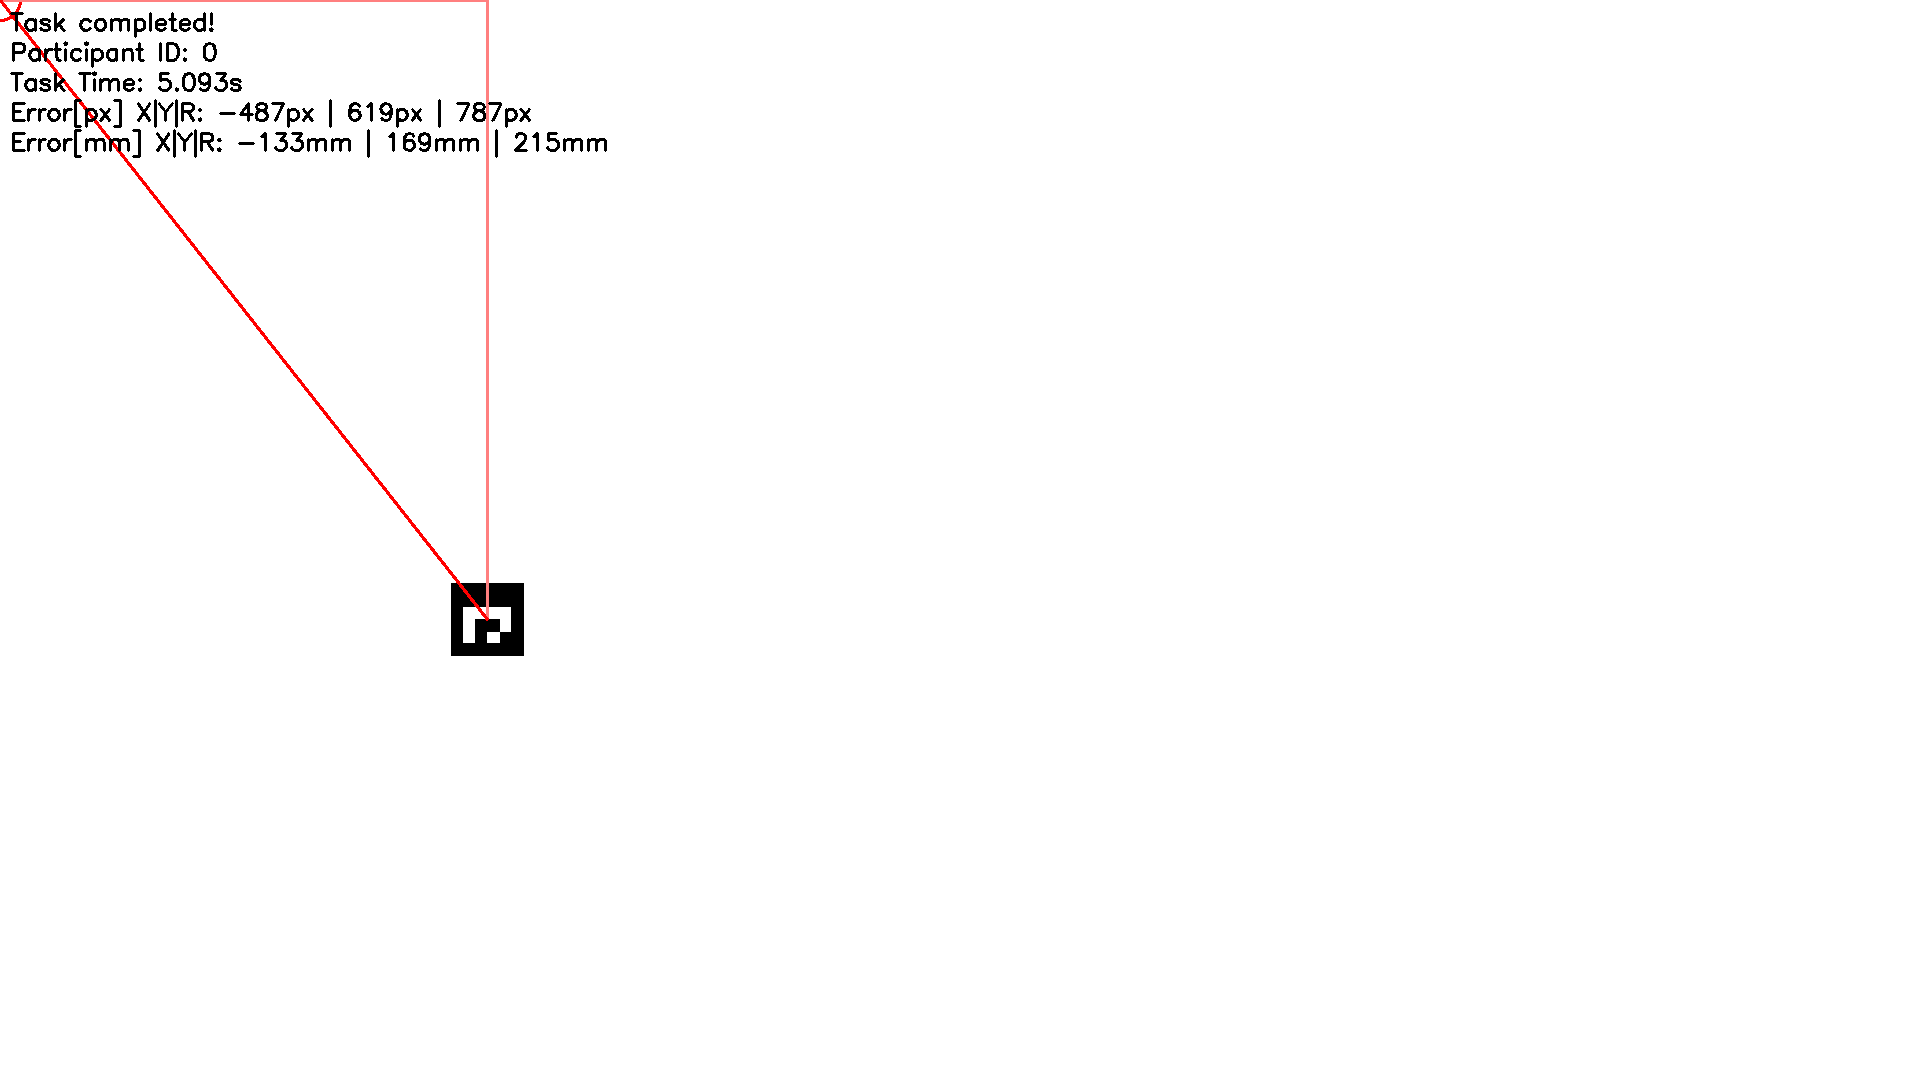 Task completed!
Participant ID: 0
Task Time: 5.093s
Error[px] X|Y|R: -487px | 619px | 787px
Error[mm] X|Y|R: -133mm | 169mm | 215mm